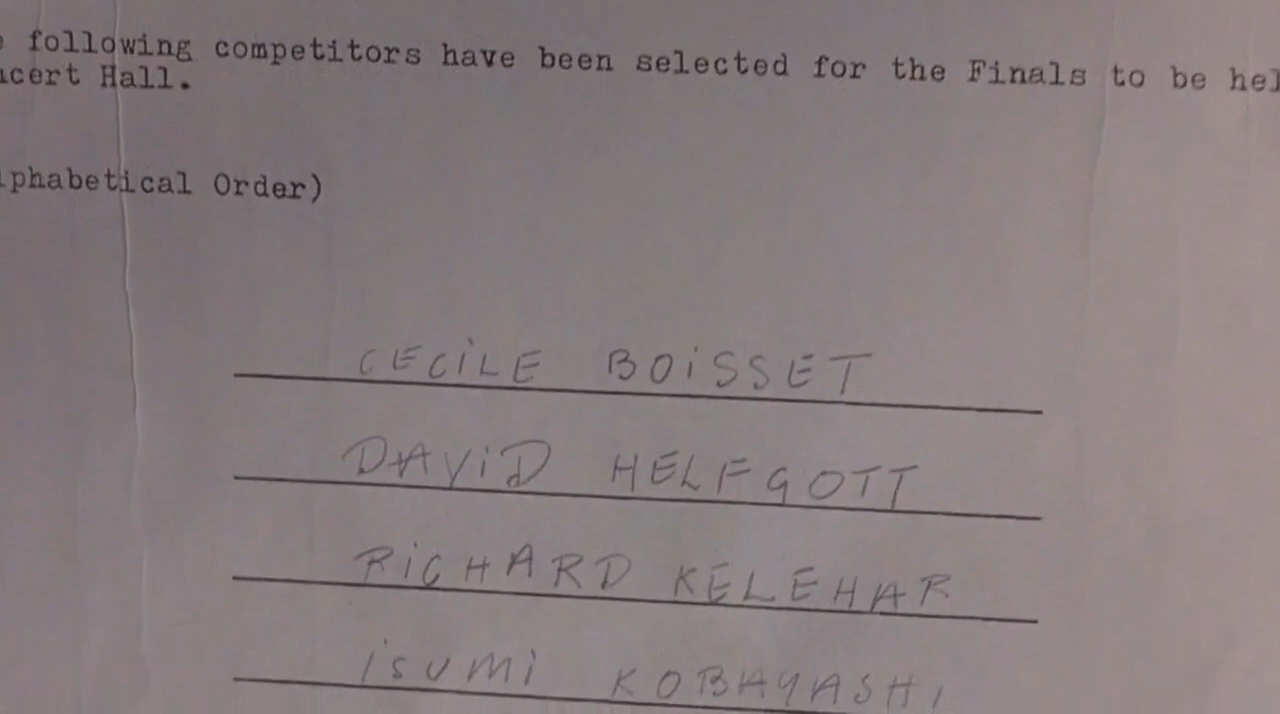 following competitors have been selected for the Finals to be hel
cert Hall.
phabetical Order)
CECiLE BOiSSET
DAViD HELFGOTT
RiCHARD KELEHAR
iSUMi KOBAYASHI